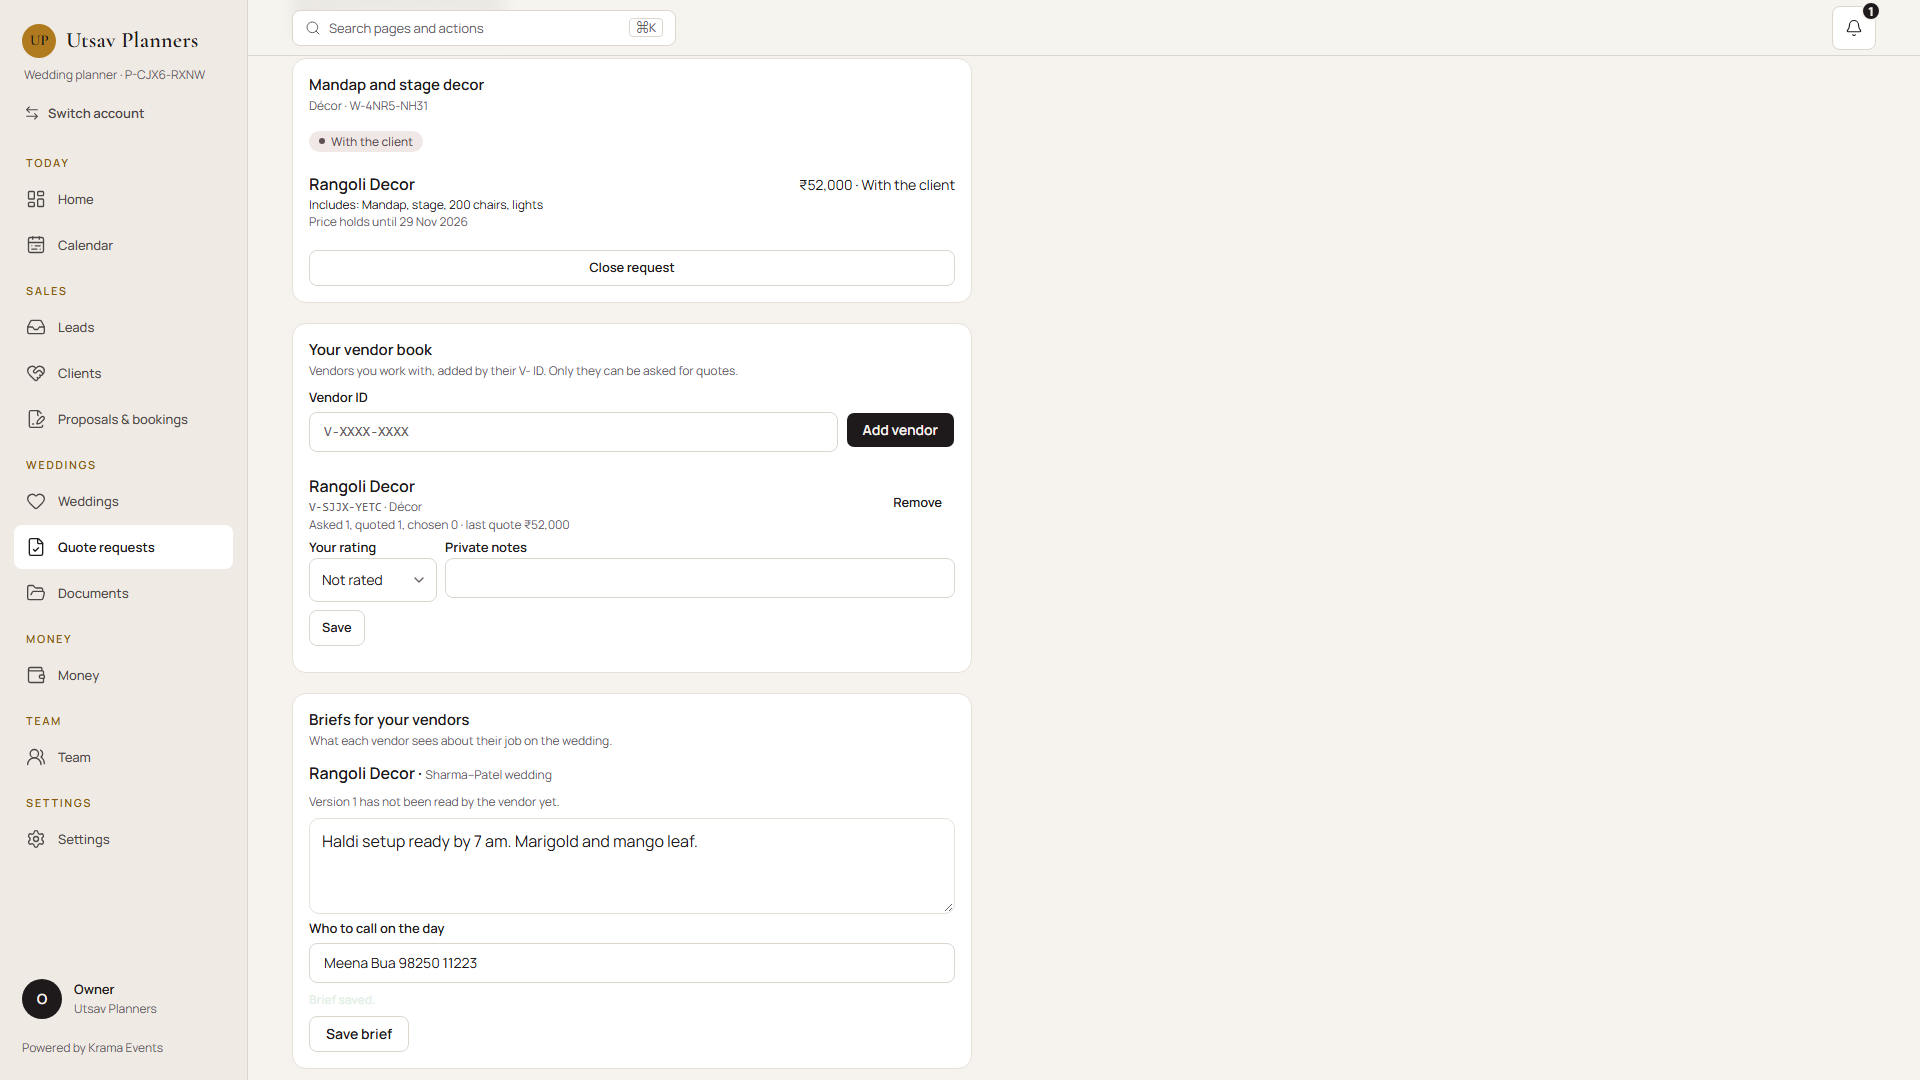 UP Utsav Planners
Wedding planner · P-CJX6-RXNW
Switch account
TODAY
Home
Calendar
SALES
Leads
Clients
Proposals & bookings
WEDDINGS
Weddings
Quote requests
Documents
MONEY
Money
TEAM
Team
SETTINGS
Settings
O
Owner
Utsav Planners
Powered by Krama Events
Search pages and actions ⌘K
1
Mandap and stage decor
Décor · W-4NR5-NH31
With the client
Rangoli Decor ₹52,000 · With the client
Includes: Mandap, stage, 200 chairs, lights
Price holds until 29 Nov 2026
Close request
Your vendor book
Vendors you work with, added by their V- ID. Only they can be asked for quotes.
Vendor ID
V-XXXX-XXXX Add vendor
Rangoli Decor
V-SJJX-YETC · Décor Remove
Asked 1, quoted 1, chosen 0 · last quote ₹52,000
Your rating Private notes
Not rated
Save
Briefs for your vendors
What each vendor sees about their job on the wedding.
Rangoli Decor · Sharma–Patel wedding
Version 1 has not been read by the vendor yet.
Haldi setup ready by 7 am. Marigold and mango leaf.
Who to call on the day
Meena Bua 98250 11223
Brief saved.
Save brief